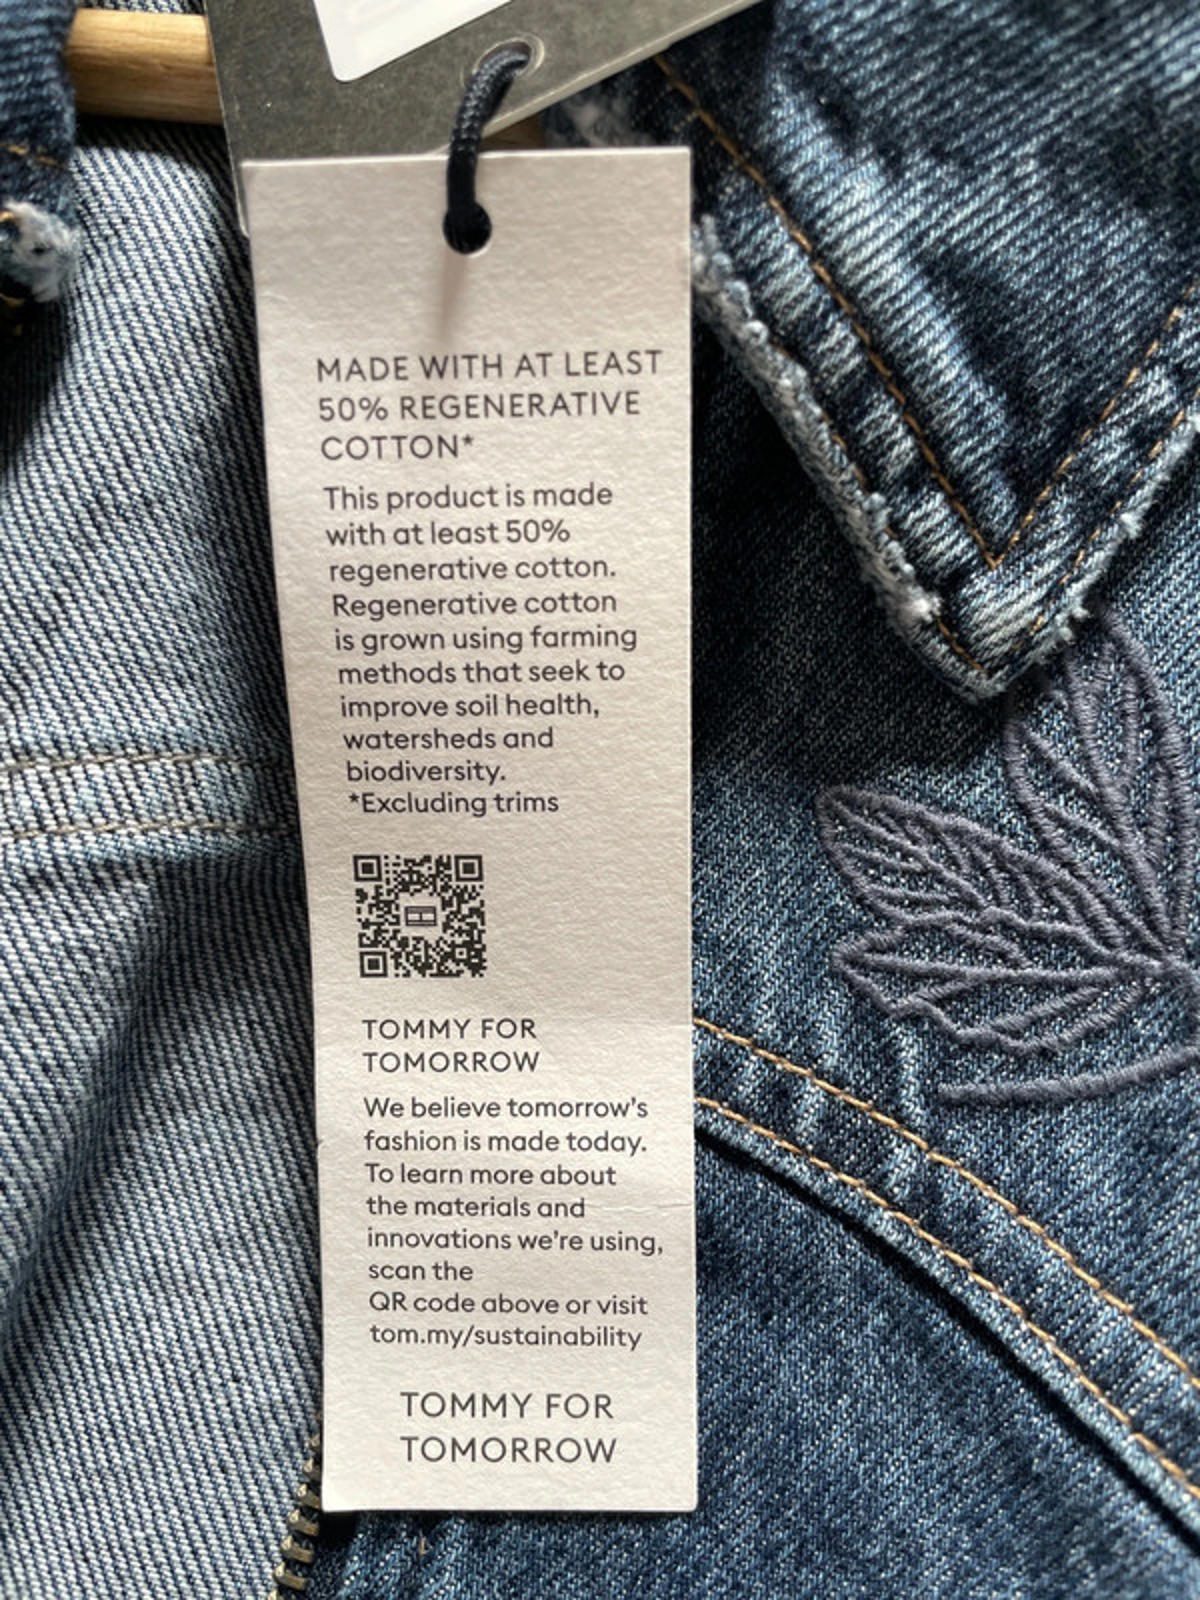 MADE WITH AT LEAST
50% REGENERATIVE
COTTON*
This product is made
with at least 50%
regenerative cotton.
Regenerative cotton
is grown using farming
methods that seek to
improve soil health,
watersheds and
biodiversity.
*Excluding trims
TOMMY FOR
TOMORROW
We believe tomorrow's
fashion is made today.
To learn more about
the materials and
innovations we're using,
scan the
QR code above or visit
tom.my/sustainability
TOMMY FOR
TOMORROW